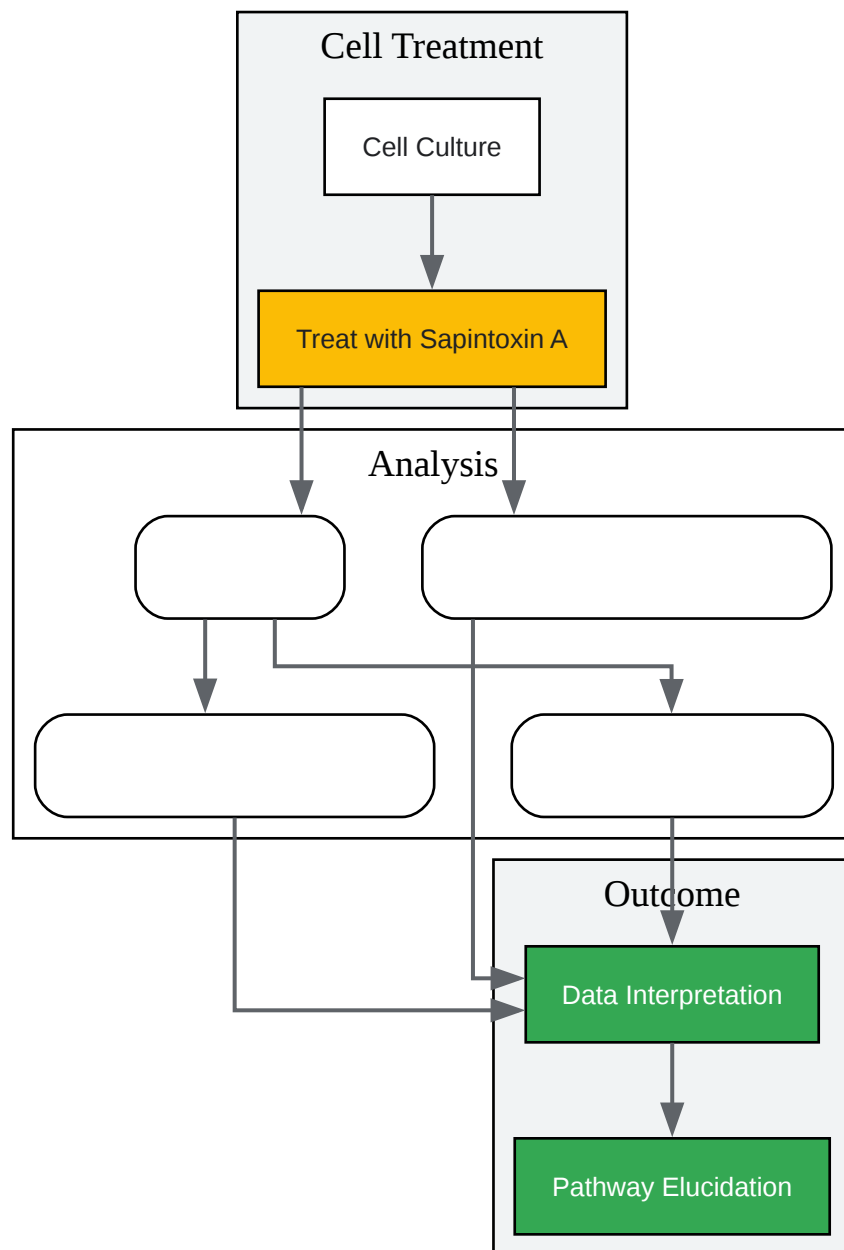 Cell Treatment
Cell Culture
Treat with Sapintoxin A
Analysis
Outcome
Data Interpretation
Pathway Elucidation